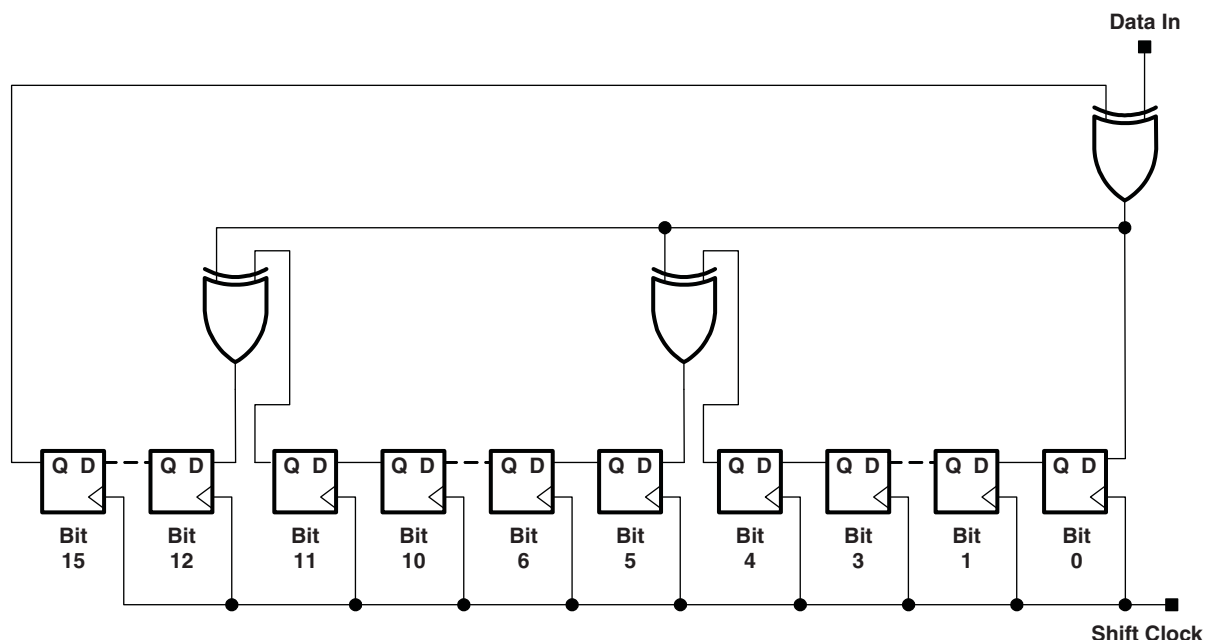 Data In
Q D Q D Q D Q D Q D Q D Q D Q D Q D Q D
Bit Bit Bit Bit Bit Bit Bit Bit Bit Bit
15 12 11 10 6 5 4 3 1 0
Shift Clock